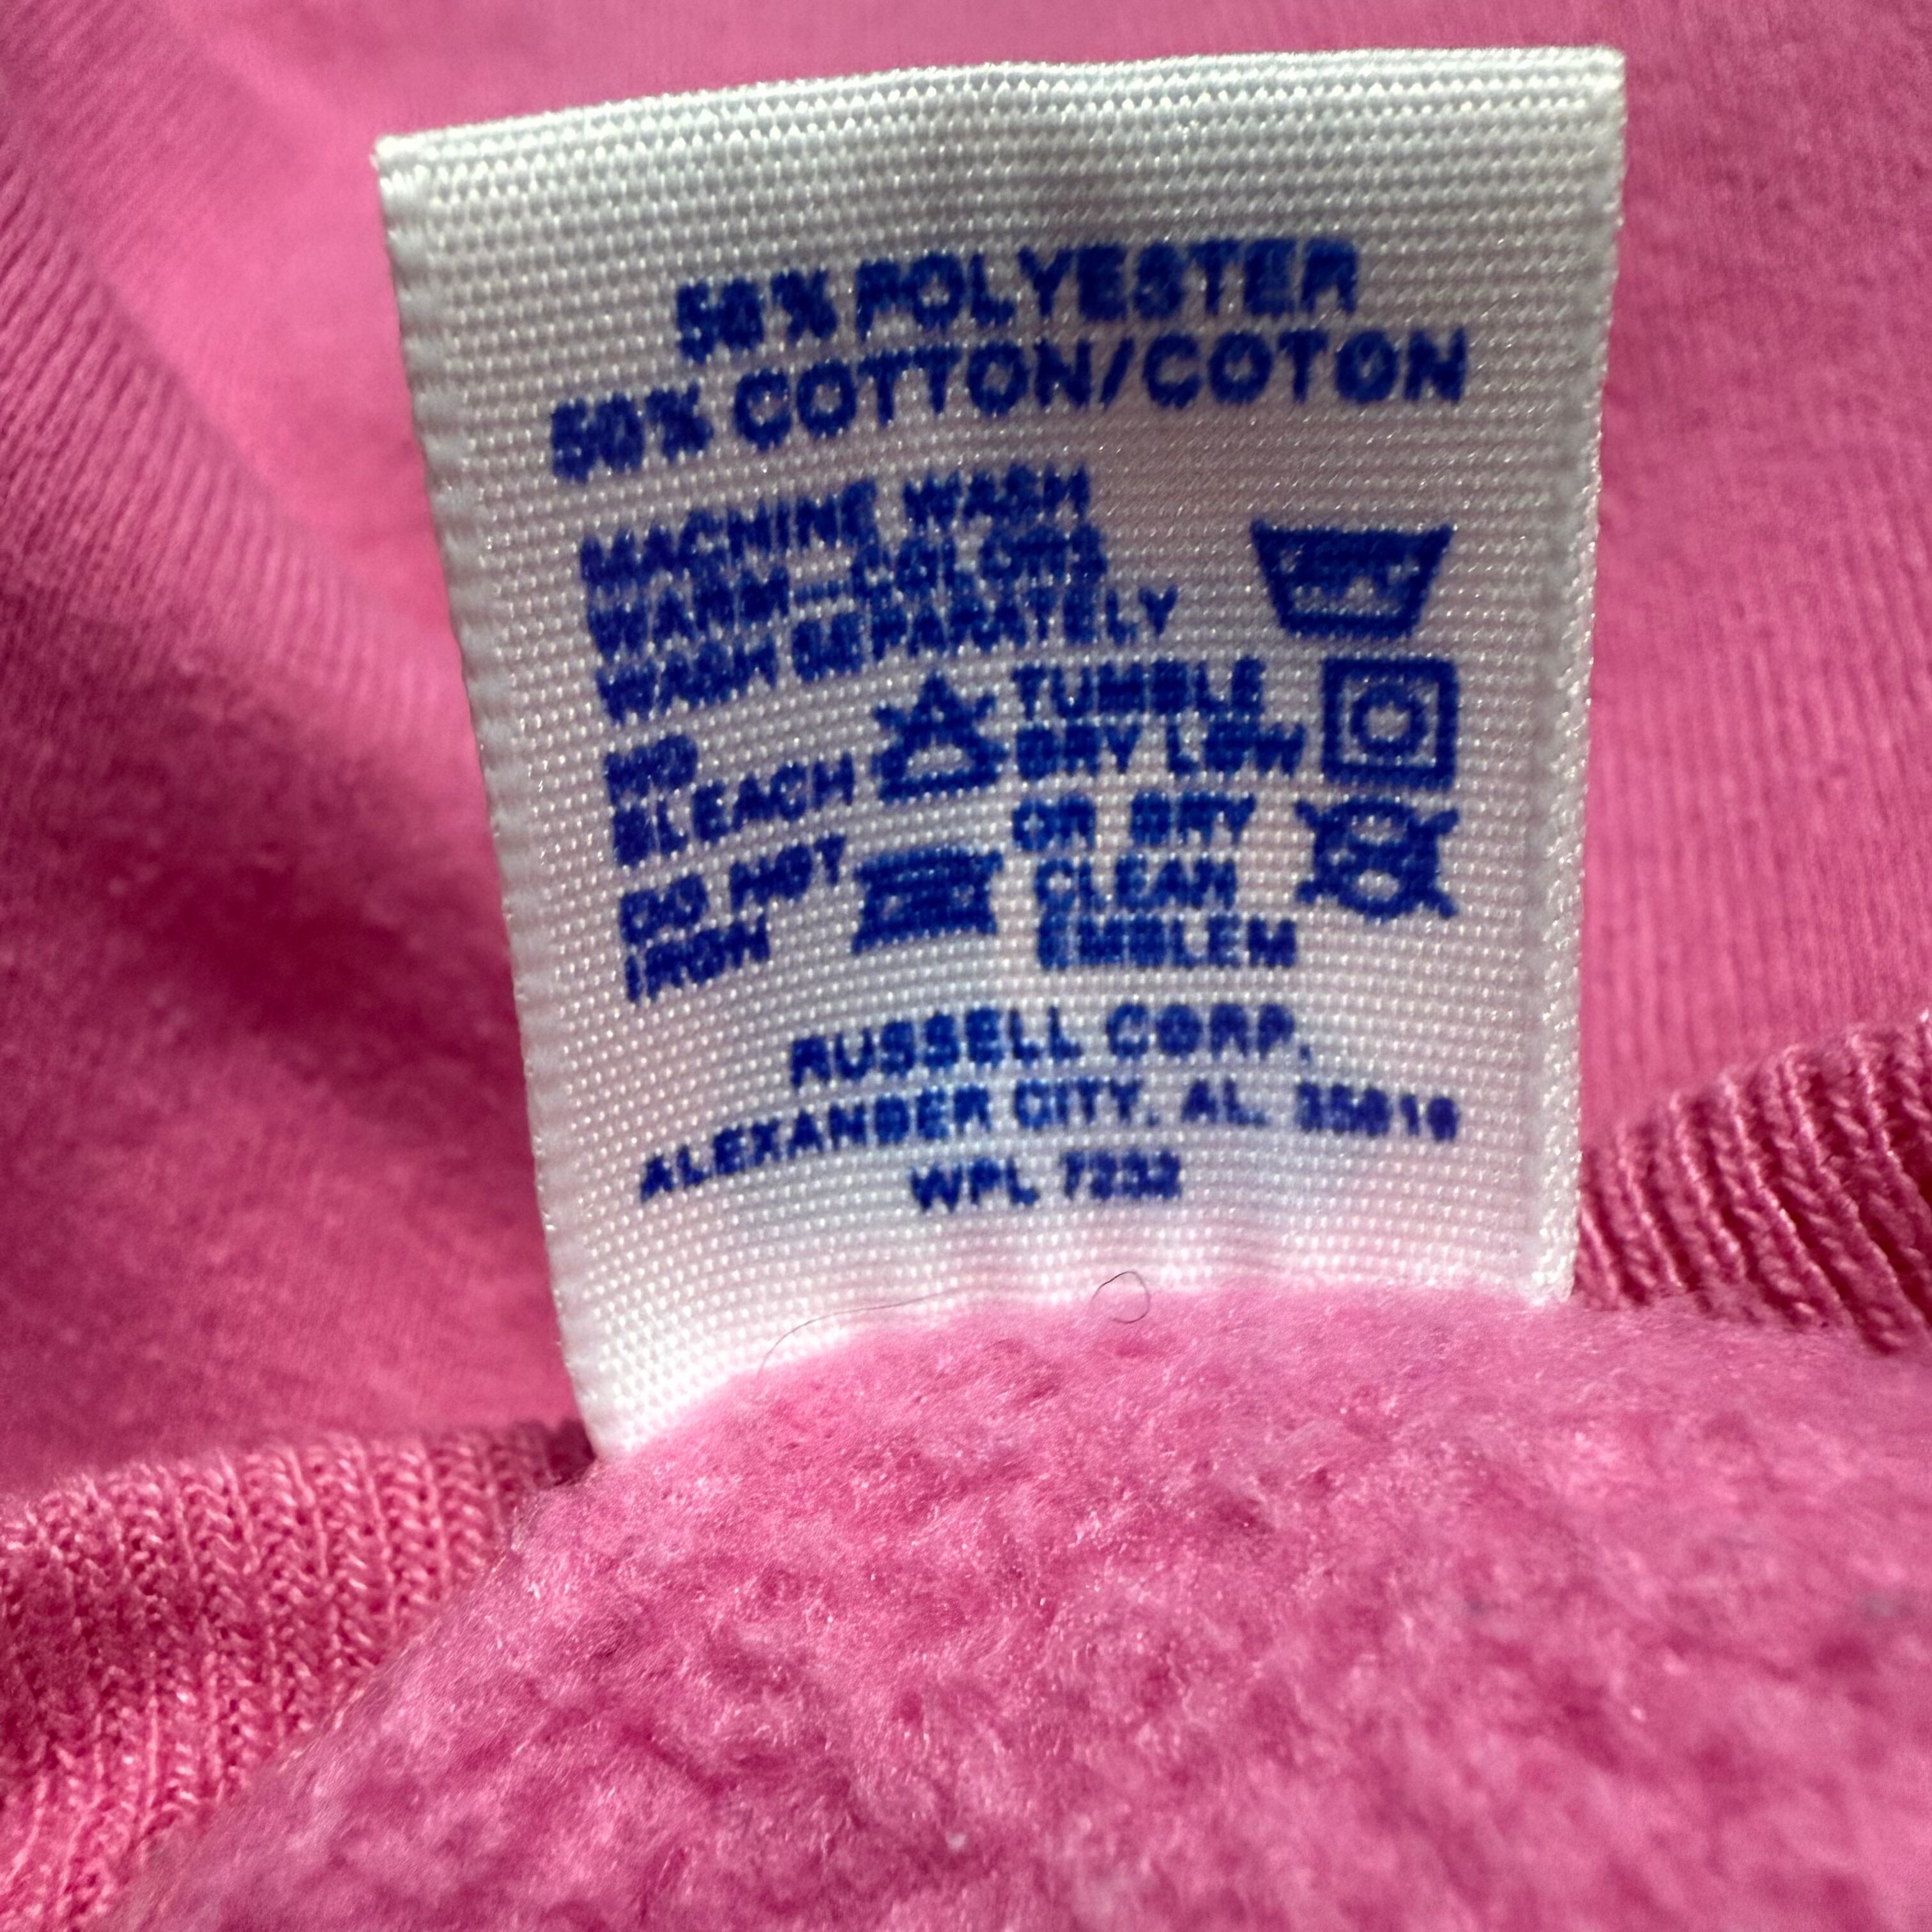 50% POLYESTER
50% COTTON/COTON
MACHINE WASH
WARM—COLORS
WASH SEPARATELY
NO
BLEACH
DO NOT
IRON
TUMBLE
DRY LOW
OR DRY
CLEAN
EMBLEM
RUSSELL CORP.
ALEXANDER CITY, AL. 35010
WPL 7232